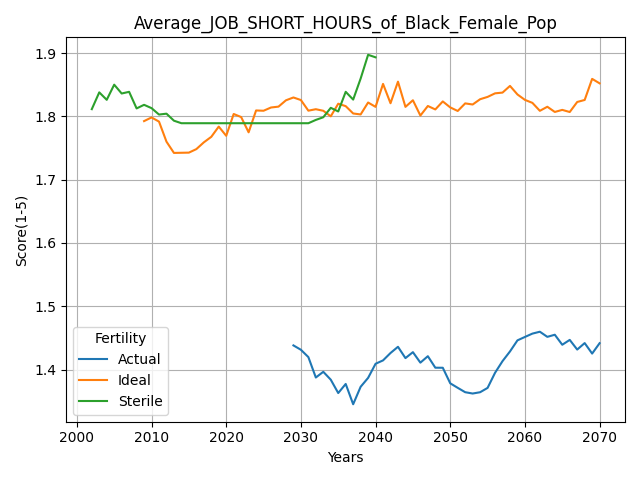 Average_JOB_SHORT_HOURS_of_Black_Female_Pop
1.9
1.8
1.7
1.6
1.5
1.4
Score(1-5)
Fertility
Actual
Ideal
Sterile
2000 2010 2020 2030 2040 2050 2060 2070
Years